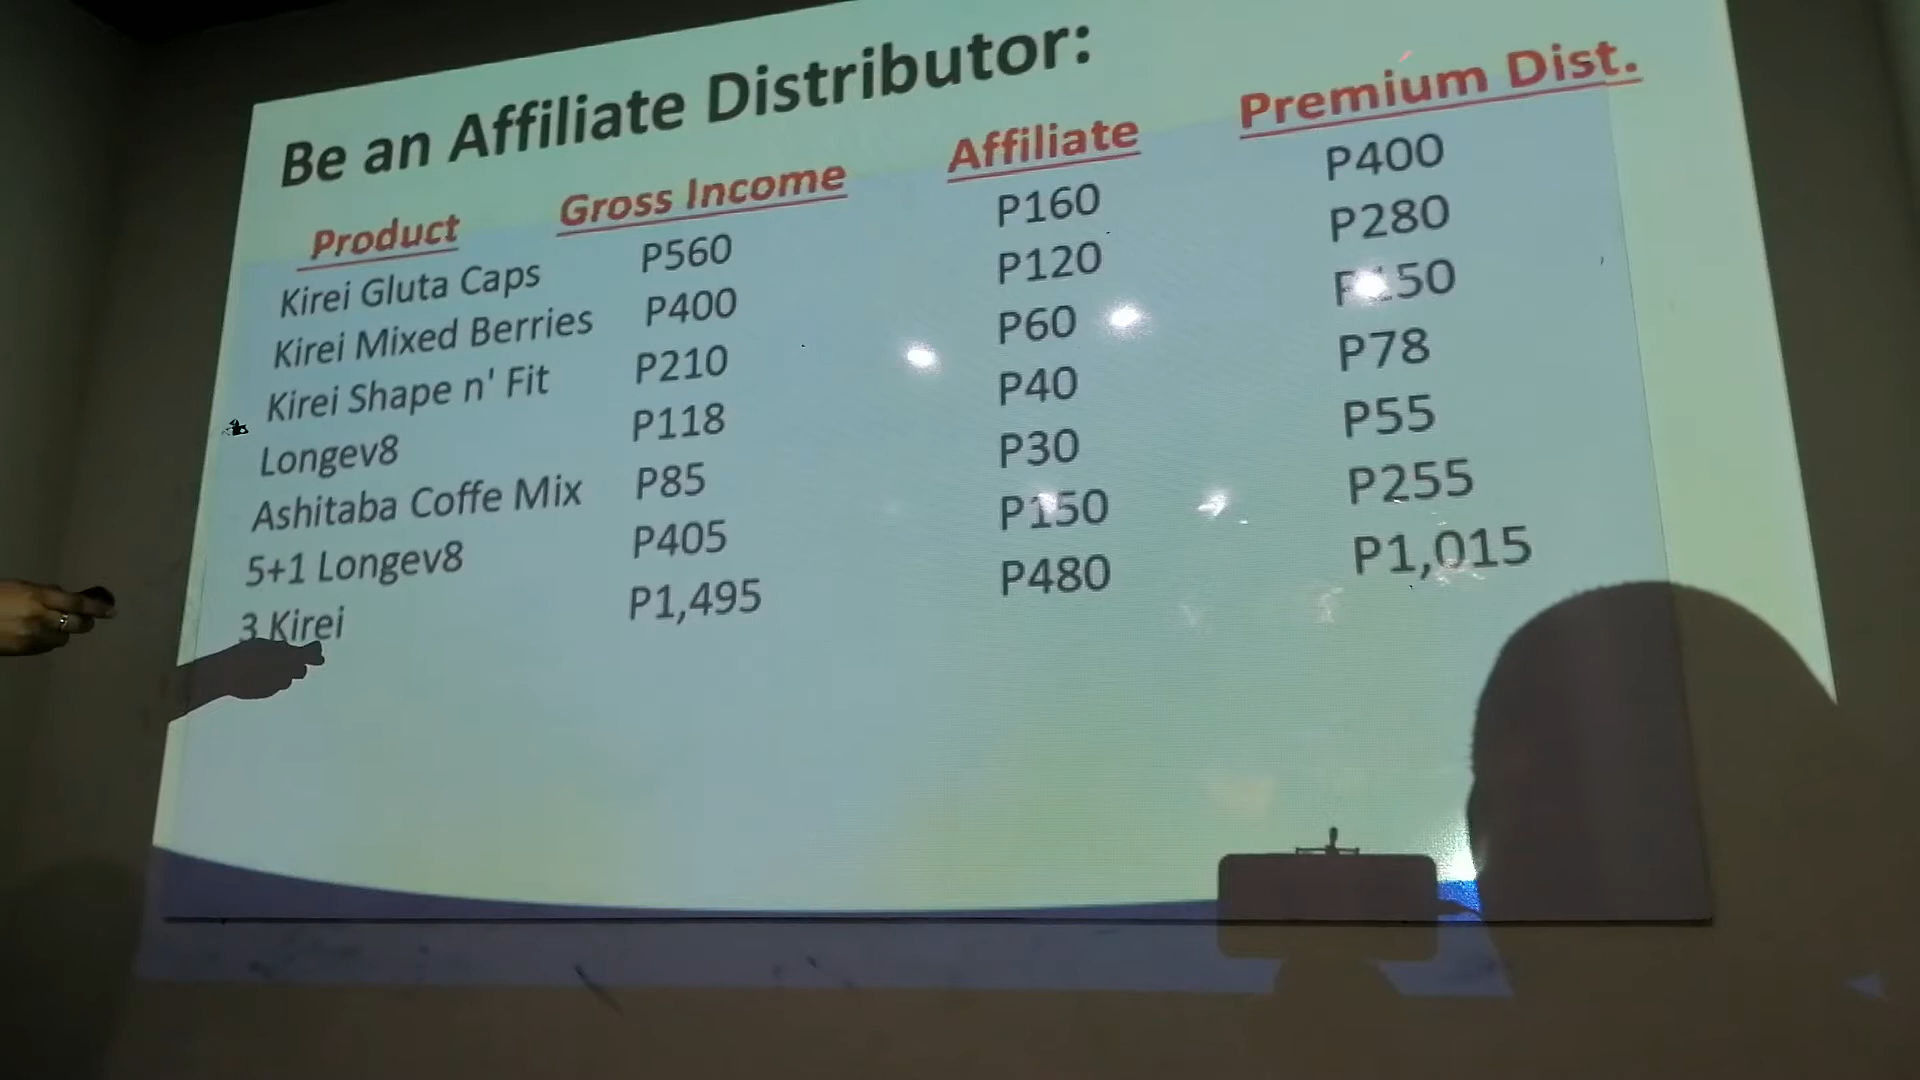 Be an Affiliate Distributor:
Product Gross Income Affiliate Premium Dist.
Kirei Gluta Caps P560 P160 P400
Kirei Mixed Berries P400 P120 P280
Kirei Shape n' Fit P210 P60
Longev8 P118 P40 P78
Ashitaba Coffe Mix P85 P30 P55
5+1 Longev8 P405 P150 P255
3 Kirei P1,495 P480 P1,015